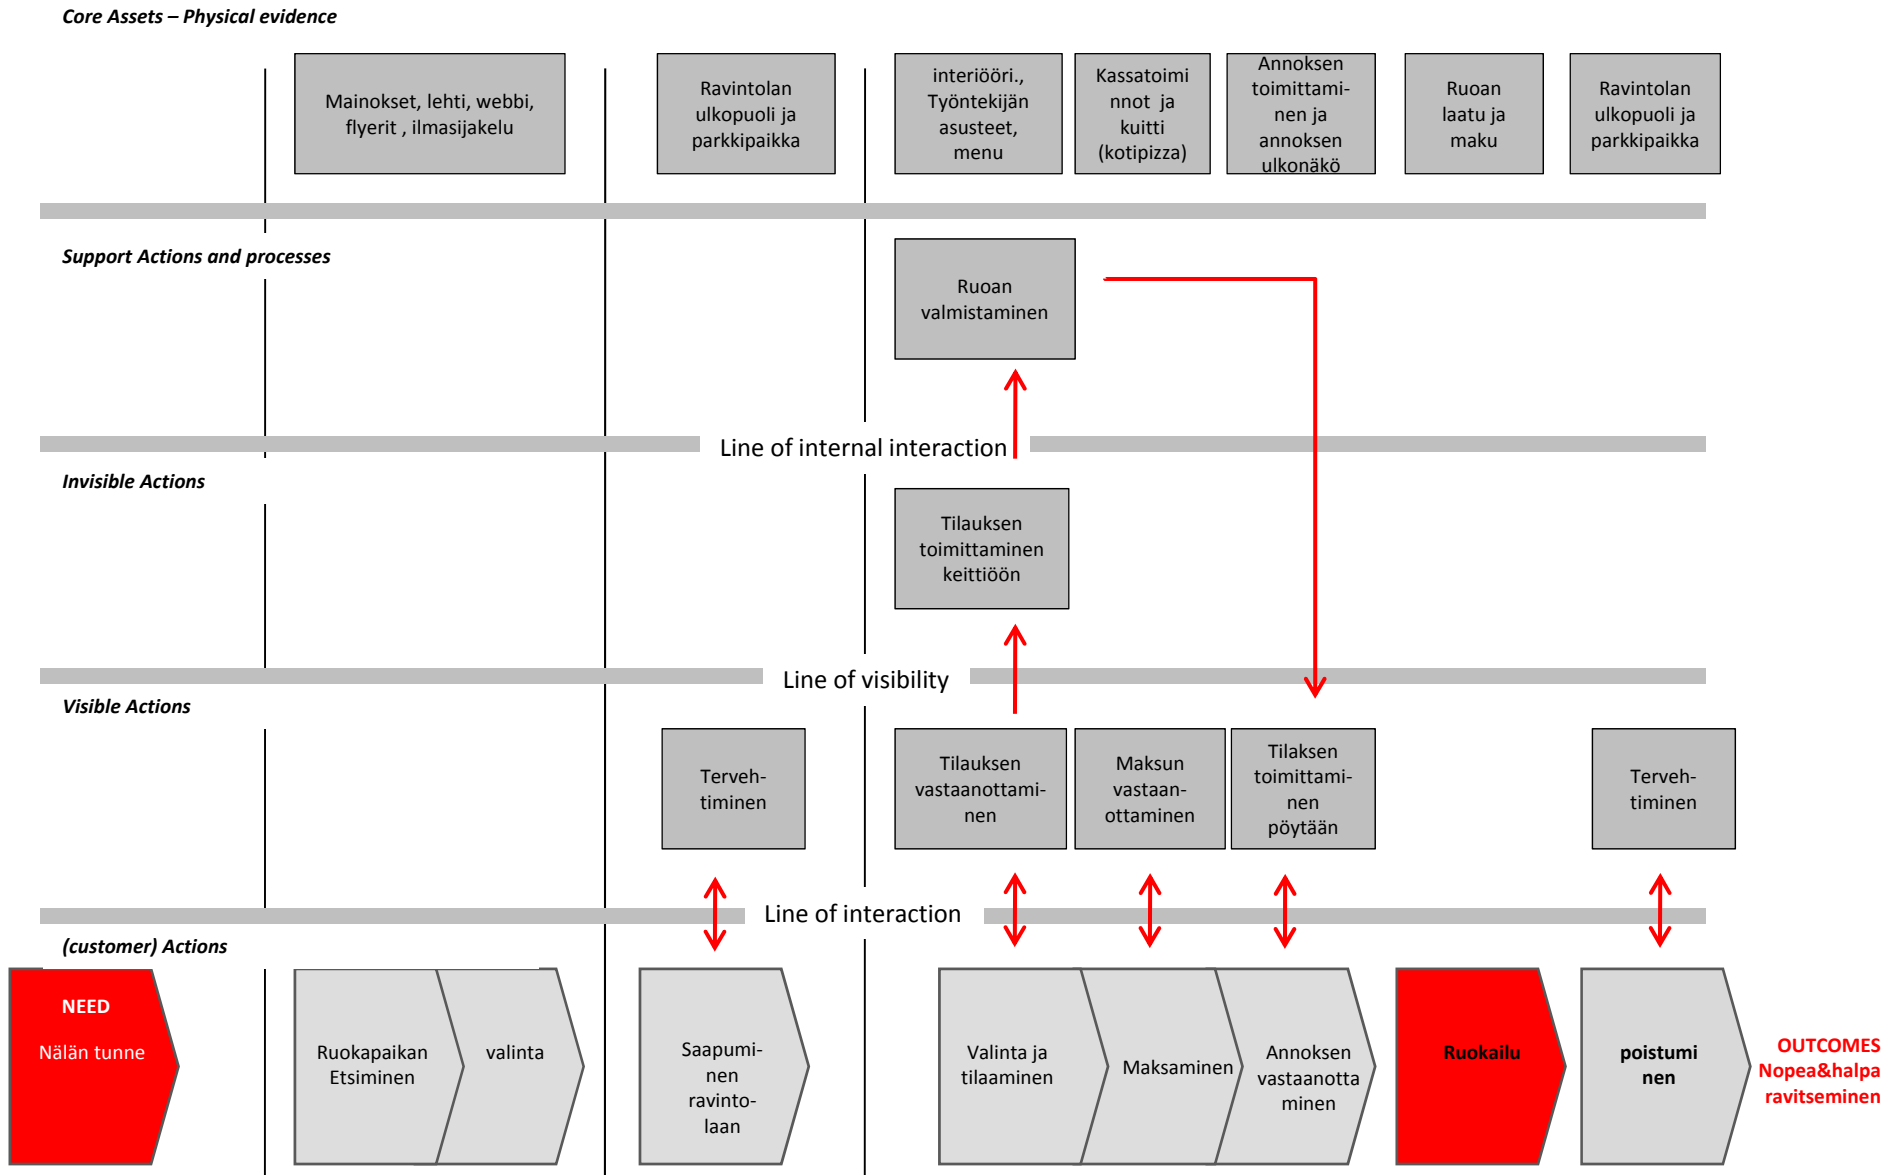 Core Assets – Physical evidence
Mainokset, lehti, webbi,
flyerit , ilmasijakelu
Ravintolan
ulkopuoli ja
parkkipaikka
interiööri.,
Työntekijän
asusteet,
menu
Kassatoimi
nnot ja
kuitti
(kotipizza)
Annoksen
toimittami-
nen ja
annoksen
ulkonäkö
Ruoan
laatu ja
maku
Ravintolan
ulkopuoli ja
parkkipaikka
Support Actions and processes
Ruoan
valmistaminen
Line of internal interaction
Invisible Actions
Tilauksen
toimittaminen
keittiöön
Line of visibility
Visible Actions
Terveh-
timinen
Tilauksen
vastaanottami-
nen
Maksun
vastaan-
ottaminen
Tilaksen
toimittami-
nen
pöytään
Terveh-
timinen
Line of interaction
(customer) Actions
NEED
Nälän tunne
Ruokapaikan
Etsiminen
valinta
Saapumi-
nen
ravinto-
laan
Valinta ja
tilaaminen
Maksaminen
Annoksen
vastaanotta
minen
Ruokailu
poistumi
nen
OUTCOMES
Nopea&halpa
ravitseminen